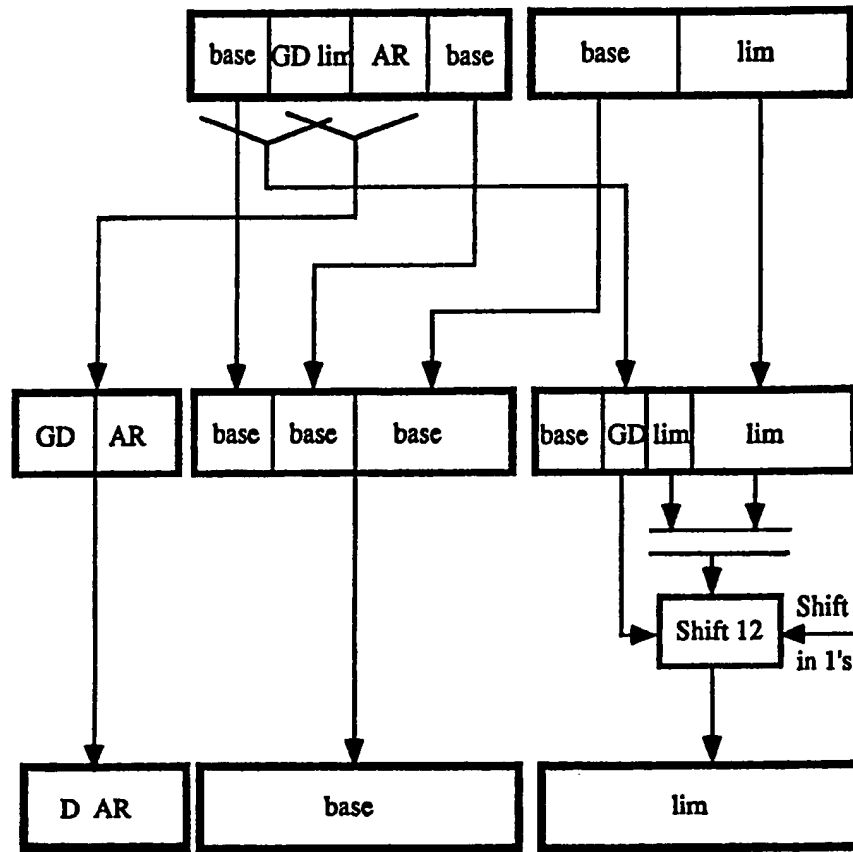 base GD lim AR base base lim
GD AR base base base base GD lim lim
Shift 12 Shift
in 1's
D AR base lim